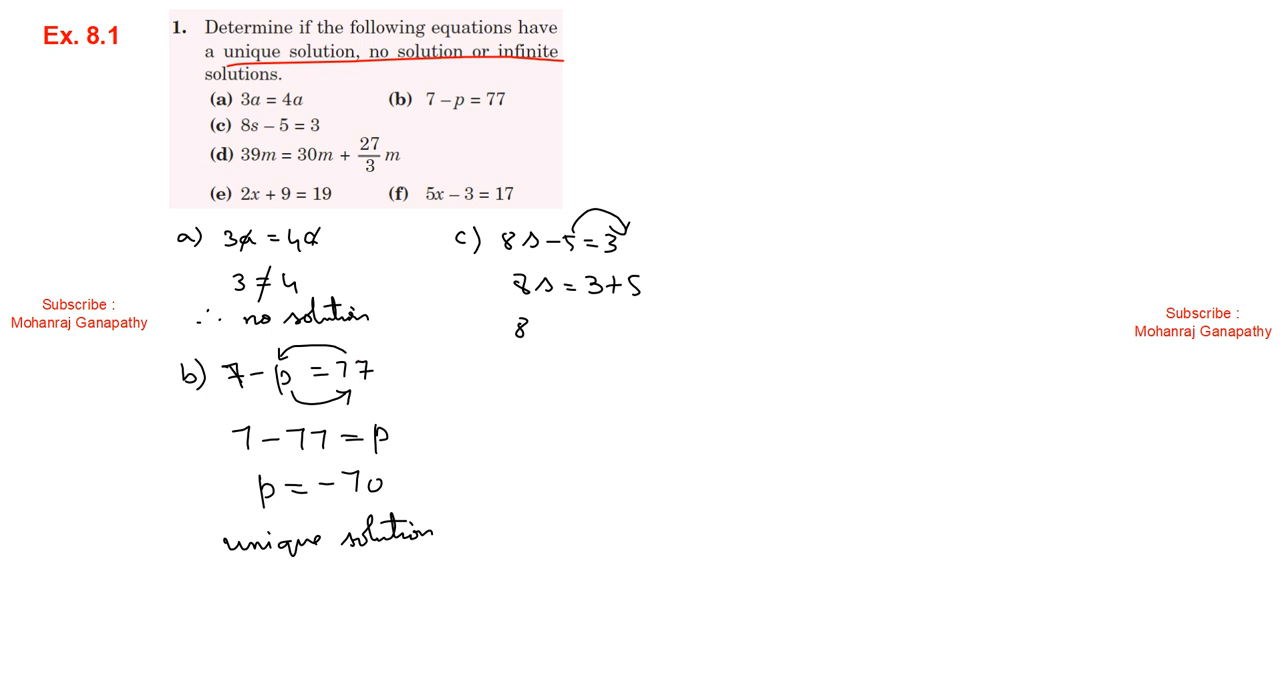 Ex. 8.1
1. Determine if the following equations have
a unique solution, no solution or infinite
solutions.
(a) 3a = 4a (b) 7 – p = 77
(c) 8s – 5 = 3
(d) 39m = 30m + 27/3 m
(e) 2x + 9 = 19 (f) 5x – 3 = 17
a) 3a = 4a
3 ≠ 4
∴ no solution
b) 7 – p = 77
7 – 77 = p
p = – 70
unique solution
c) 8s – 5 = 3
8s = 3 + 5
8
Subscribe :
Mohanraj Ganapathy
Subscribe :
Mohanraj Ganapathy